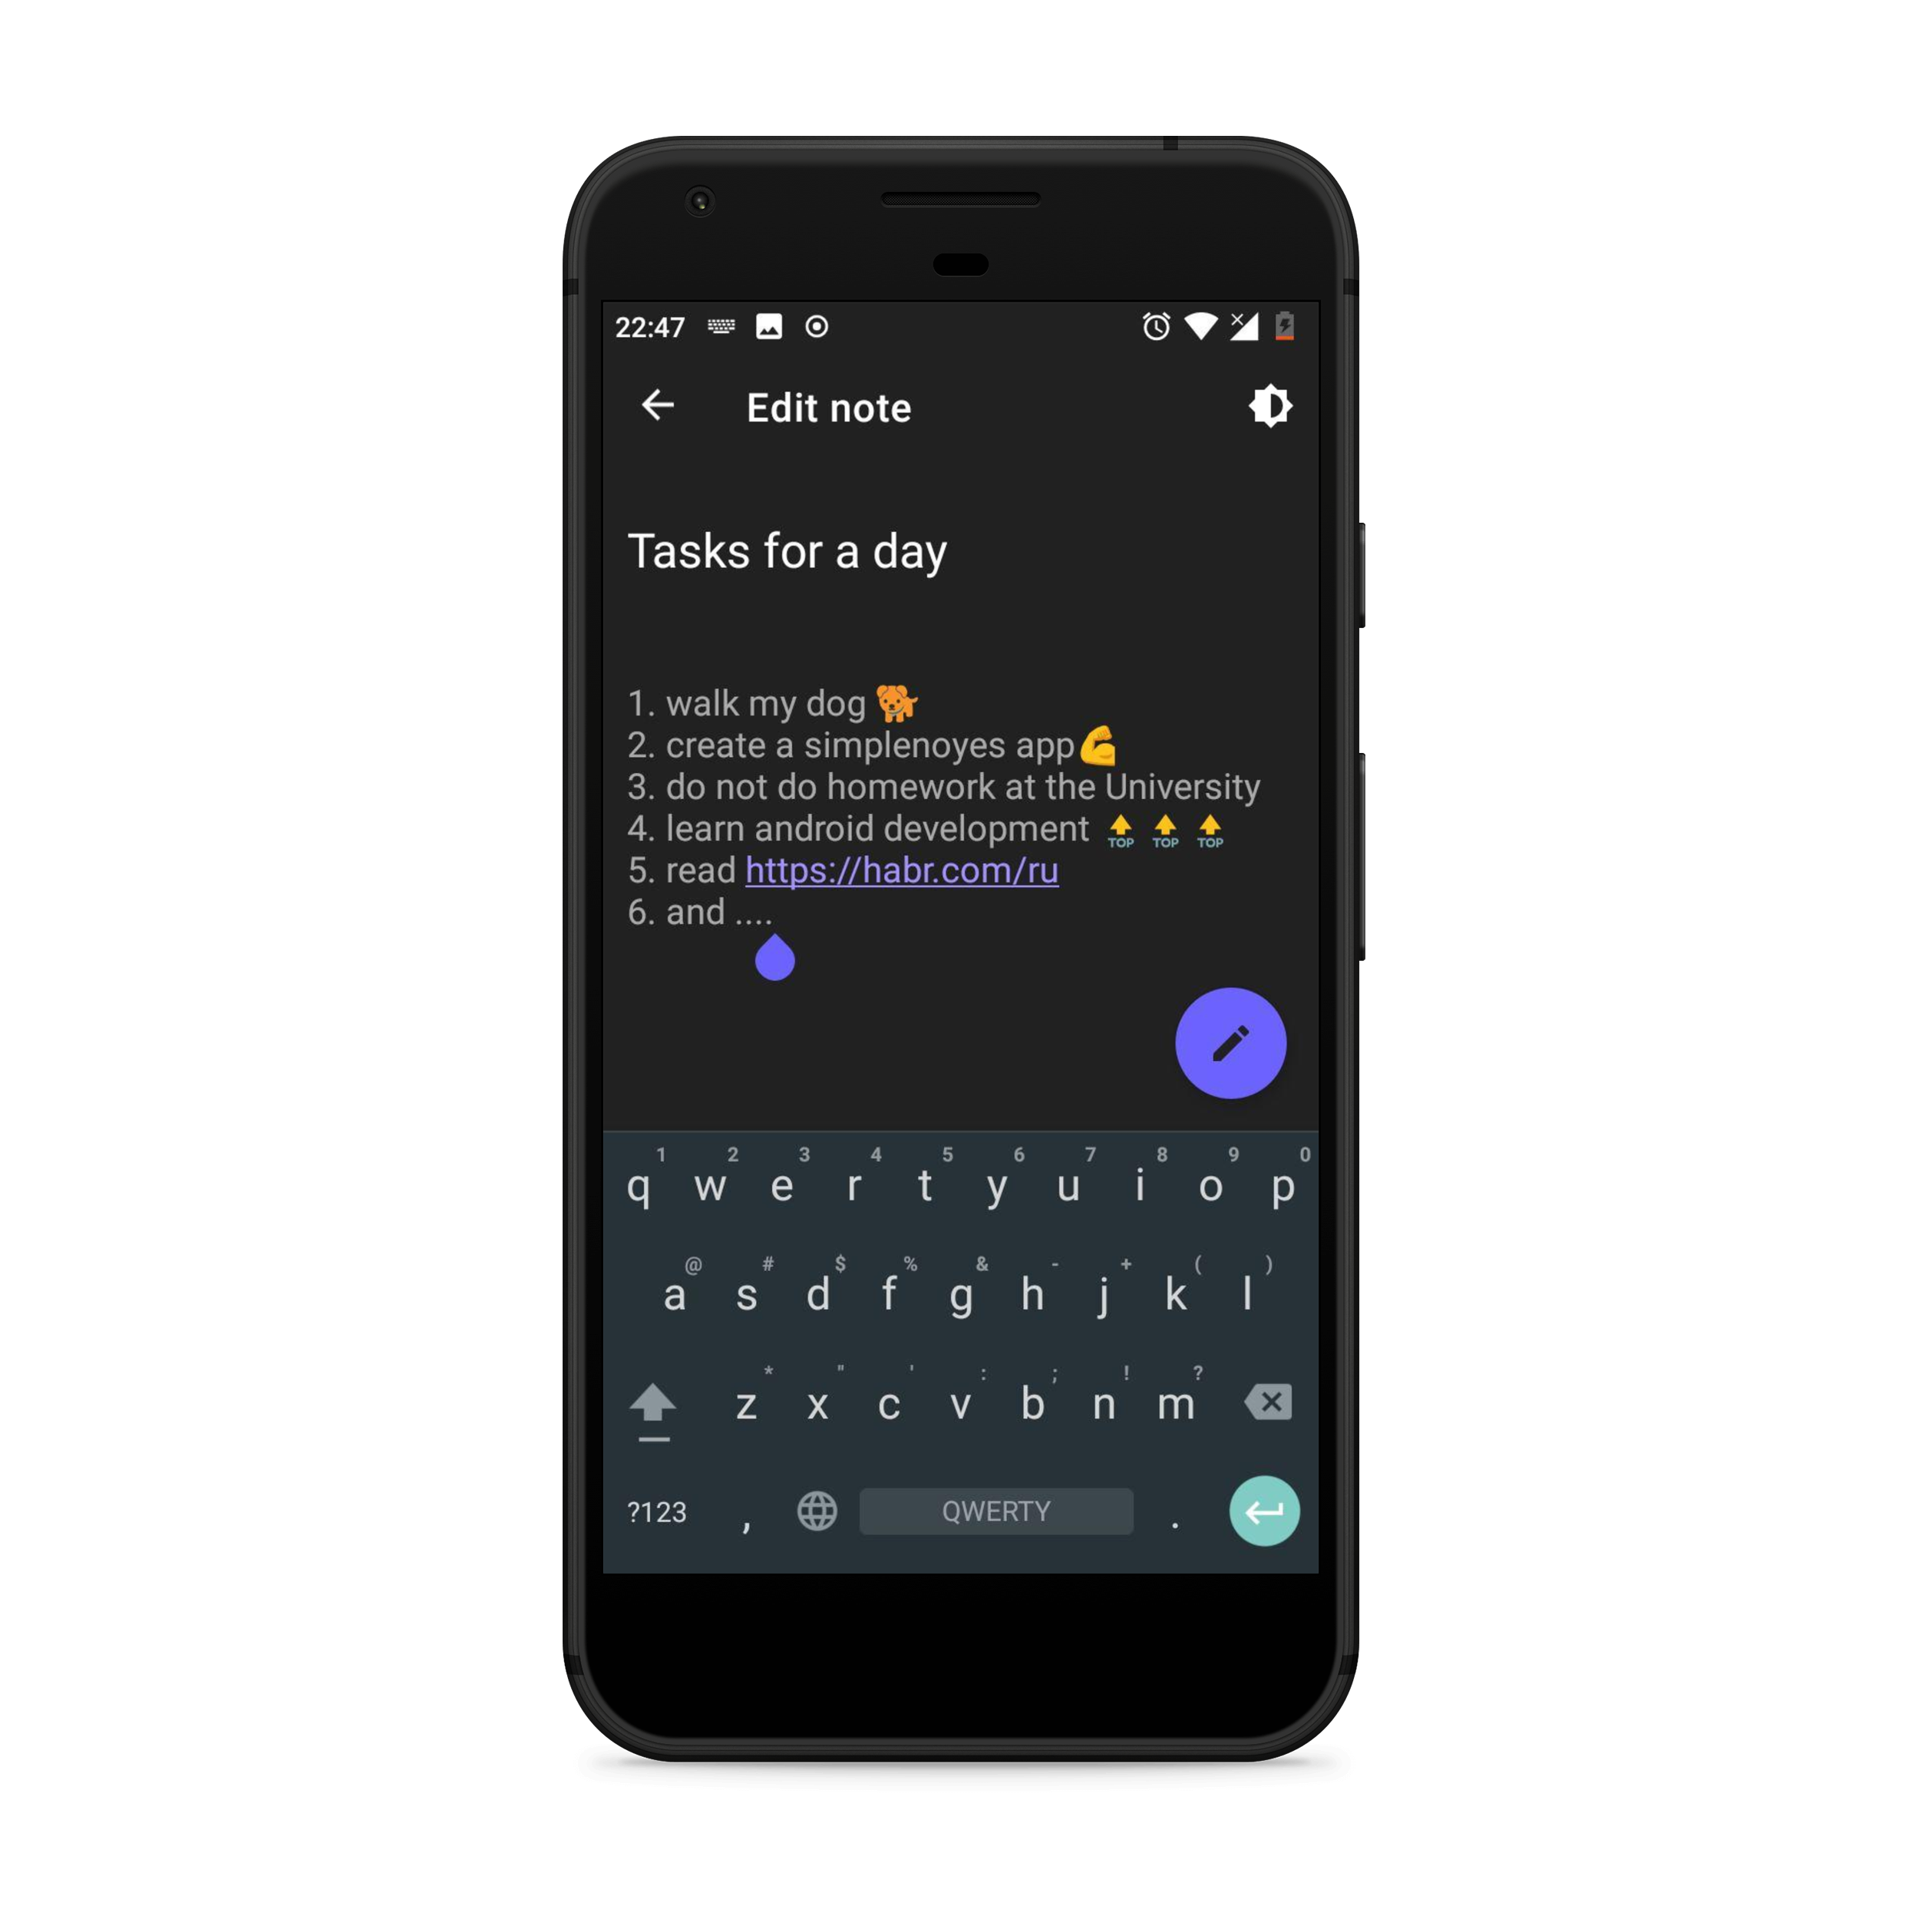 22:47
Edit note
Tasks for a day
1. walk my dog 🐕
2. create a simplenoyes app💪
3. do not do homework at the University
4. learn android development 🔝 🔝 🔝
5. read https://habr.com/ru
6. and ....
1 2 3 4 5 6 7 8 9 0
q w e r t y u i o p
@ # $ % & - + ( )
a s d f g h j k l
* " ' : ; ! ?
z x c v b n m
?123 , QWERTY .